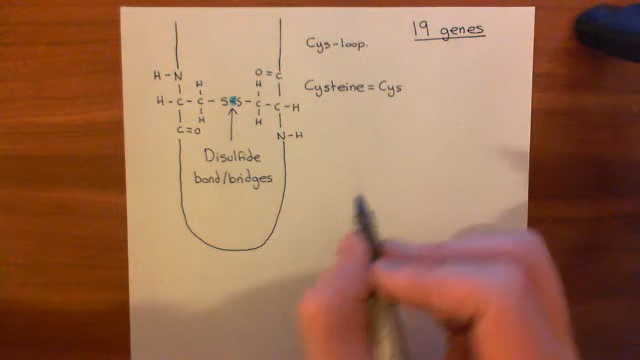 19 genes
Cys-loop.
Cysteine = Cys
H-N
O=C
H
H
H-C-C-S S-C-C-H
H
H
C=O
N-H
Disulfide
bond/bridges